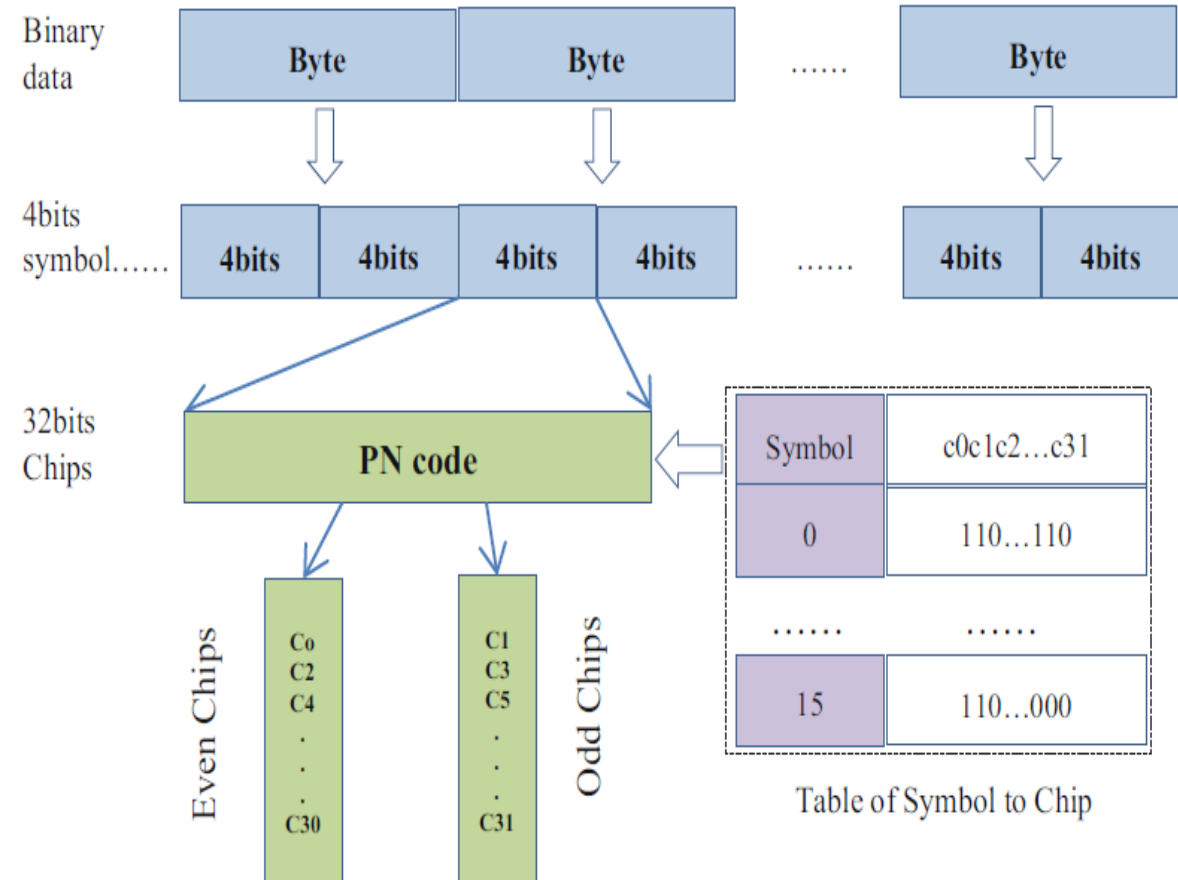 Binary
data
Byte
Byte
......
Byte
4bits
symbol......
4bits
4bits
4bits
4bits
......
4bits
4bits
32bits
Chips
PN code
Symbol
c0c1c2...c31
0
110...110
......
......
15
110...000
Table of Symbol to Chip
Even Chips
Co
C2
C4
.
.
.
C30
C1
C3
C5
.
.
.
C31
Odd Chips